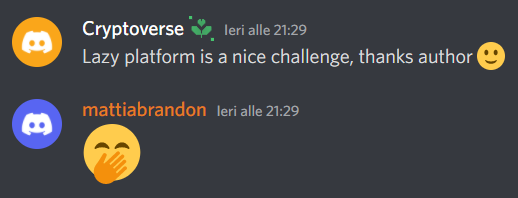 Cryptoverse Ieri alle 21:29
Lazy platform is a nice challenge, thanks author 🙂
mattiabrandon Ieri alle 21:29
🤭